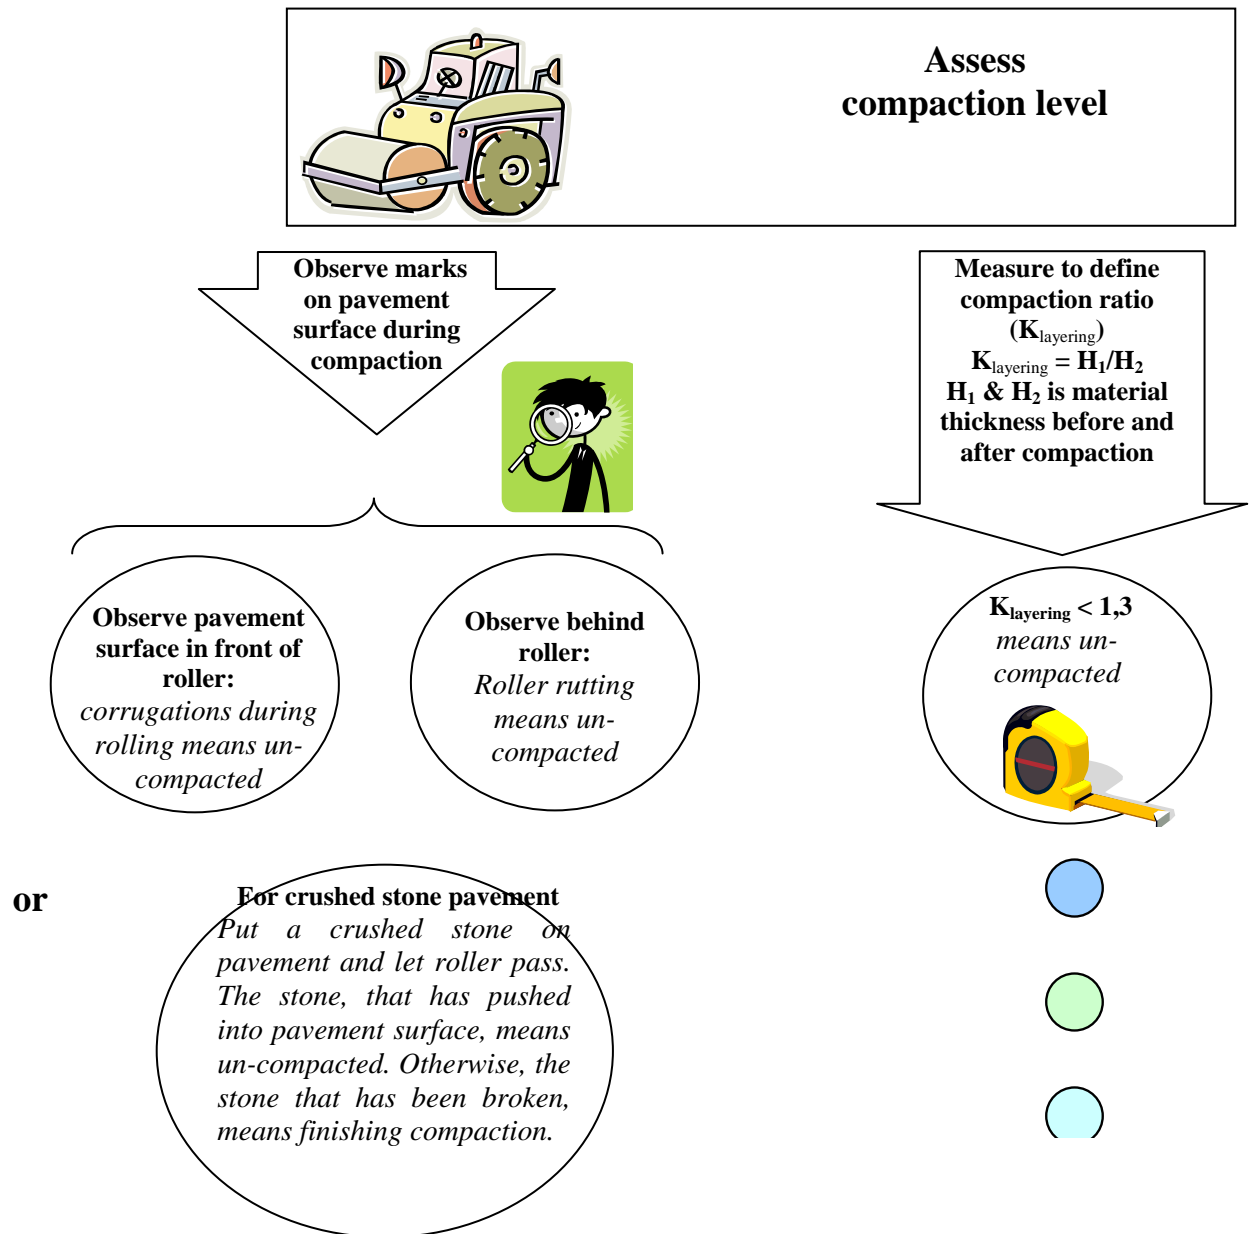 Assess
compaction level
Observe marks
on pavement
surface during
compaction
Measure to define
compaction ratio
(K layering)
K layering = H1/H2
H1 & H2 is material
thickness before and
after compaction
Observe pavement
surface in front of
roller:
corrugations during
rolling means un-
compacted
Observe behind
roller:
Roller rutting
means un-
compacted
K layering < 1,3
means un-
compacted
or
For crushed stone pavement
Put a crushed stone on
pavement and let roller pass.
The stone, that has pushed
into pavement surface, means
un-compacted. Otherwise, the
stone that has been broken,
means finishing compaction.